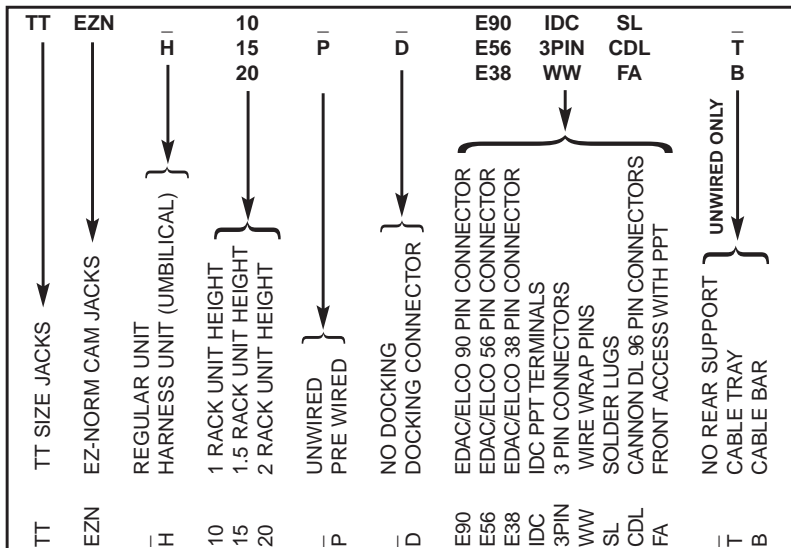 TT EZN _ 10 _ _ E90 IDC SL _
H 15 P D E56 3PIN CDL T
20 E38 WW FA B
UNWIRED ONLY
TT SIZE JACKS
EZ-NORM CAM JACKS
REGULAR UNIT
HARNESS UNIT (UMBILICAL)
1 RACK UNIT HEIGHT
1.5 RACK UNIT HEIGHT
2 RACK UNIT HEIGHT
UNWIRED
PRE WIRED
NO DOCKING
DOCKING CONNECTOR
EDAC/ELCO 90 PIN CONNECTOR
EDAC/ELCO 56 PIN CONNECTOR
EDAC/ELCO 38 PIN CONNECTOR
IDC PPT TERMINALS
3 PIN CONNECTORS
WIRE WRAP PINS
SOLDER LUGS
CANNON DL 96 PIN CONNECTORS
FRONT ACCESS WITH PPT
NO REAR SUPPORT
CABLE TRAY
CABLE BAR
TT
EZN
_
H
10
15
20
_
P
_
D
E90
E56
E38
IDC
3PIN
WW
SL
CDL
FA
_
T
B